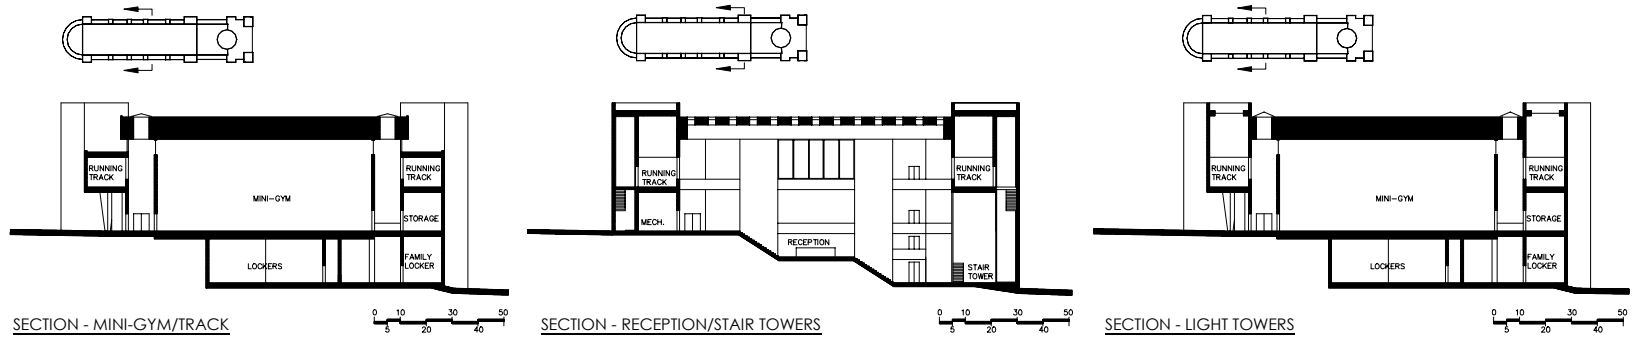 RUNNING
TRACK
MINI-GYM
RUNNING
TRACK
STORAGE
LOCKERS
FAMILY
LOCKER
SECTION - MINI-GYM/TRACK
0 10 30 50
5 20 40
RUNNING
TRACK
MECH.
RECEPTION
RUNNING
TRACK
STAIR
TOWER
SECTION - RECEPTION/STAIR TOWERS
0 10 30 50
5 20 40
RUNNING
TRACK
MINI-GYM
RUNNING
TRACK
STORAGE
LOCKERS
FAMILY
LOCKER
SECTION - LIGHT TOWERS
0 10 30 50
5 20 40